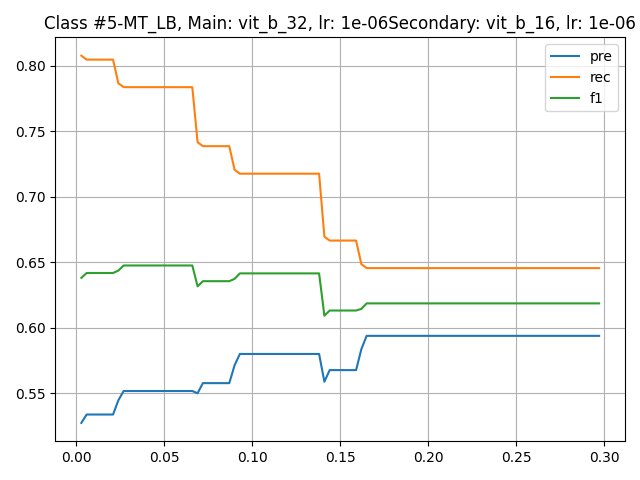 Class #5-MT_LB, Main: vit_b_32, lr: 1e-06Secondary: vit_b_16, lr: 1e-06
pre
rec
f1
0.80
0.75
0.70
0.65
0.60
0.55
0.00 0.05 0.10 0.15 0.20 0.25 0.30